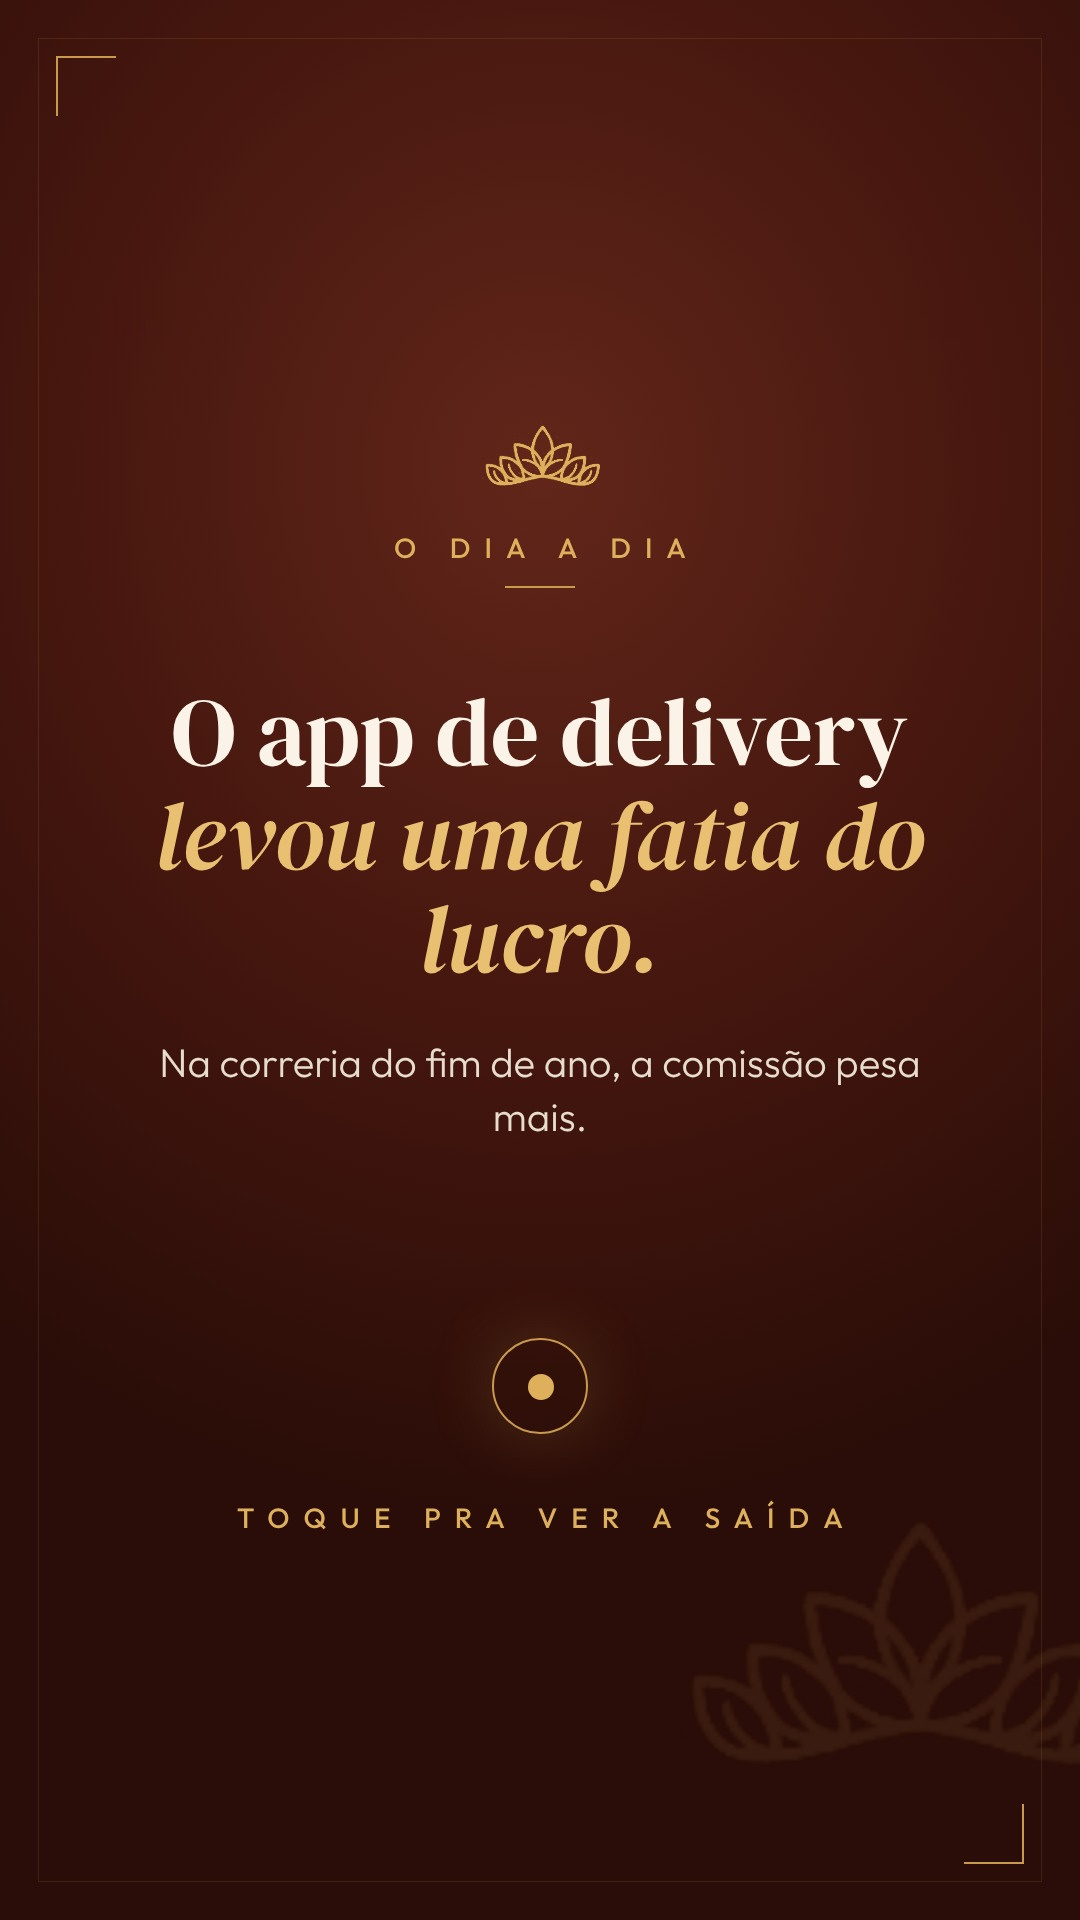 O DIA A DIA
O app de delivery
levou uma fatia do
lucro.
Na correria do fim de ano, a comissão pesa
mais.
TOQUE PRA VER A SAÍDA